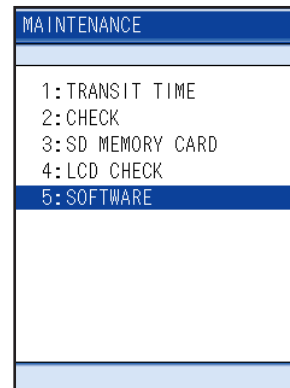 MAINTENANCE
1:TRANSIT TIME
2:CHECK
3:SD MEMORY CARD
4:LCD CHECK
5:SOFTWARE